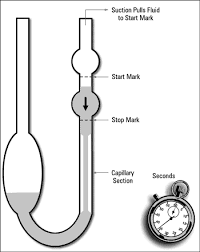 Suction Pulls Fluid
to Start Mark
Start Mark
Stop Mark
Capillary
Section
Seconds